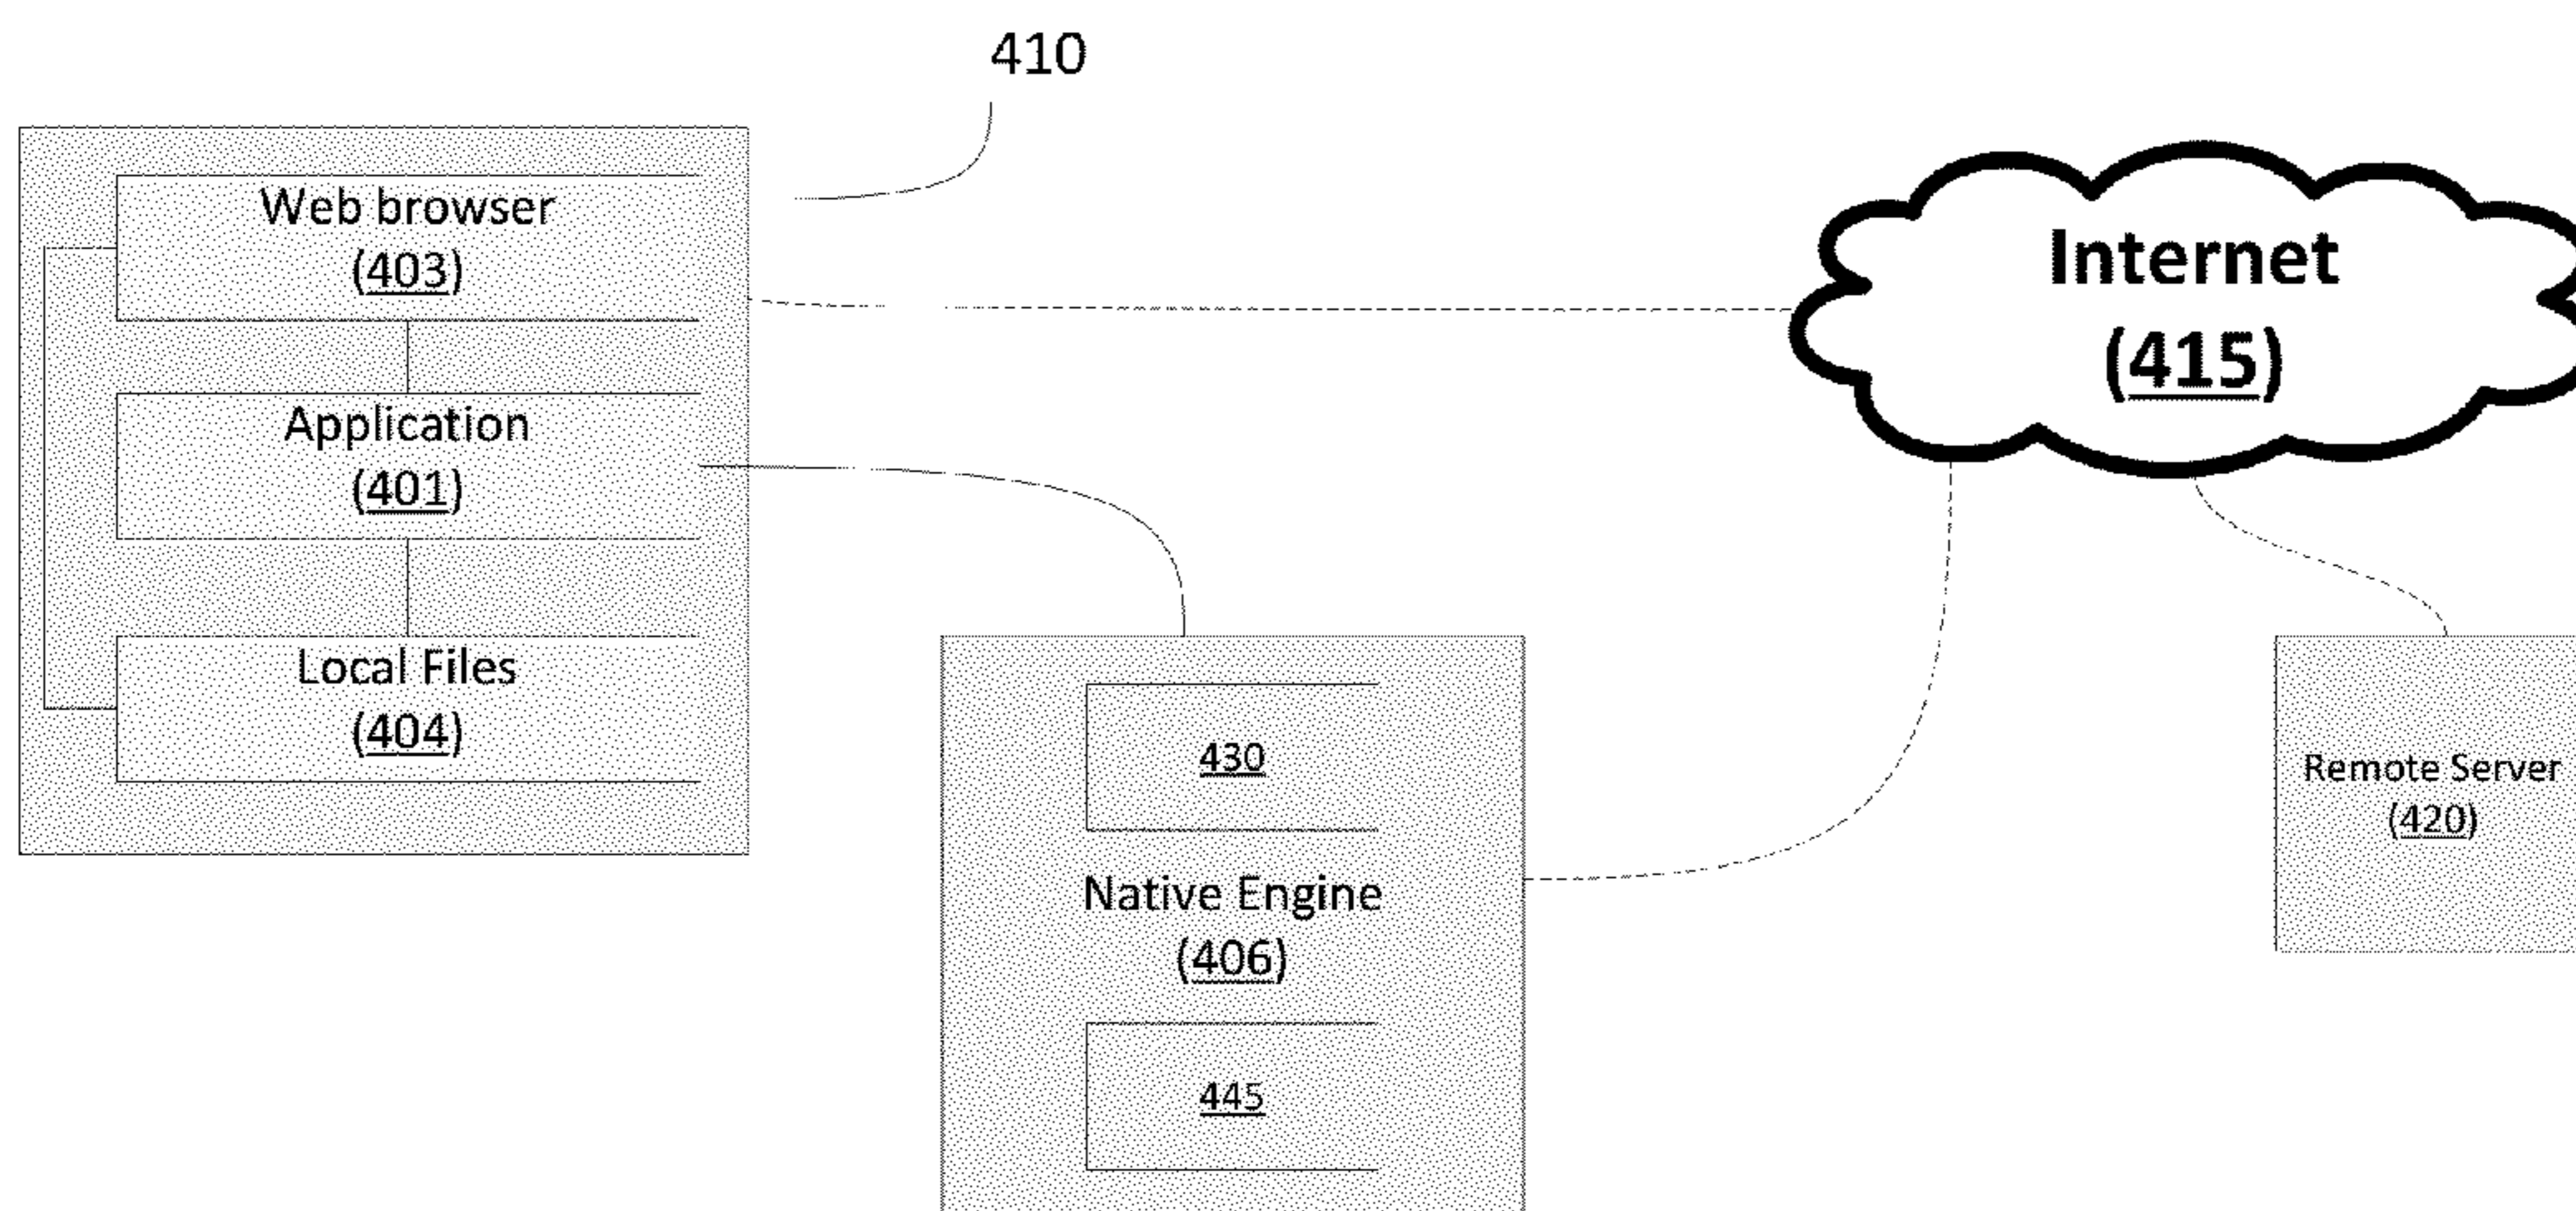 410
Web browser
(403)
Application
(401)
Local Files
(404)
Internet
(415)
430
Native Engine
(406)
445
Remote Server
(420)